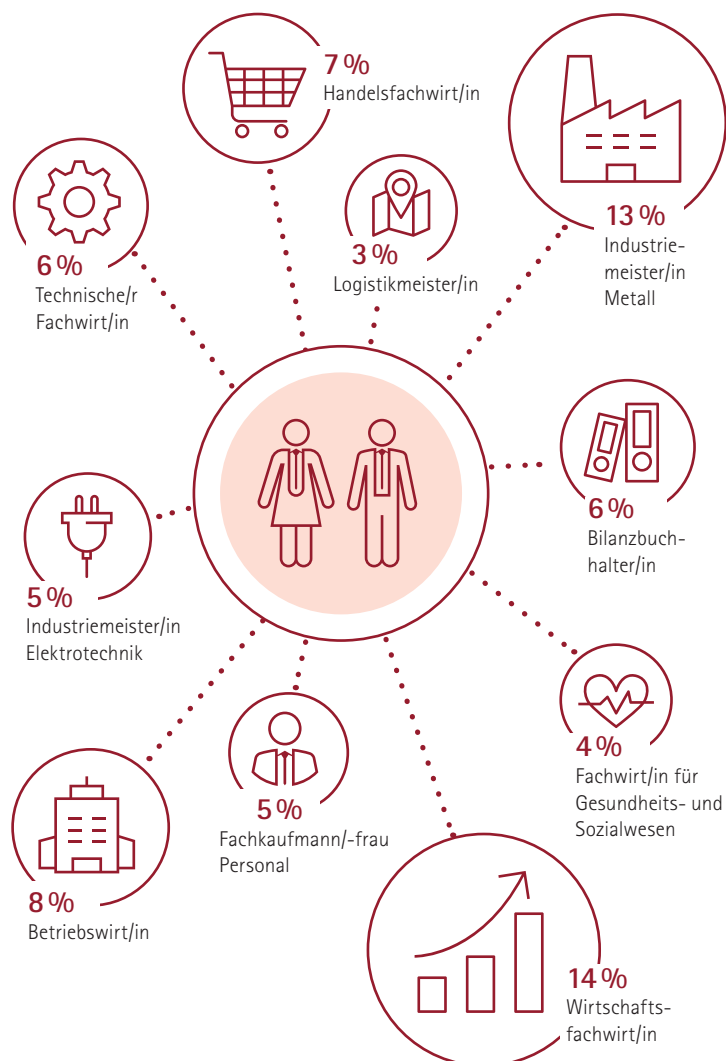 7 %
Handelsfachwirt/in
13 %
Industrie-
meister/in
Metall
3 %
Logistikmeister/in
6 %
Technische/r
Fachwirt/in
6 %
Bilanzbuch-
halter/in
5 %
Industriemeister/in
Elektrotechnik
4 %
Fachwirt/in für
Gesundheits- und
Sozialwesen
5 %
Fachkaufmann/-frau
Personal
8 %
Betriebswirt/in
14 %
Wirtschafts-
fachwirt/in